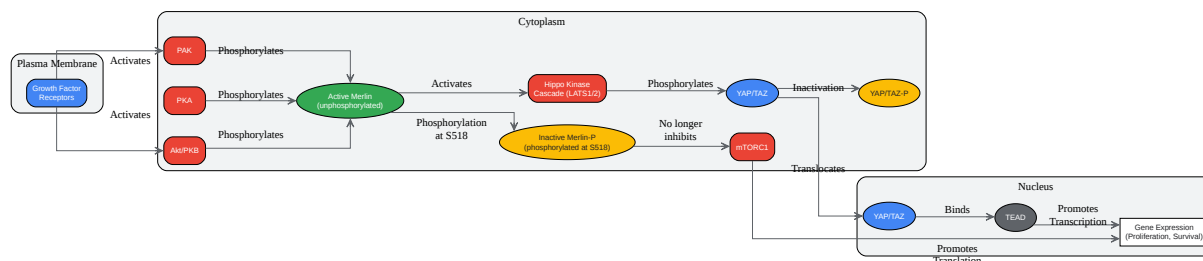 Cytoplasm
Plasma Membrane
Growth Factor
Receptors
Activates
Activates
PAK
PKA
Akt/PKB
Phosphorylates
Phosphorylates
Phosphorylates
Active Merlin
(unphosphorylated)
Activates
Phosphorylation
at S518
Hippo Kinase
Cascade (LATS1/2)
Inactive Merlin-P
(phosphorylated at S518)
Phosphorylates
No longer
inhibits
YAP/TAZ
mTORC1
Inactivation
YAP/TAZ-P
Translocates
Nucleus
YAP/TAZ
Binds
TEAD
Promotes
Transcription
Gene Expression
(Proliferation, Survival)
Promotes
Translation